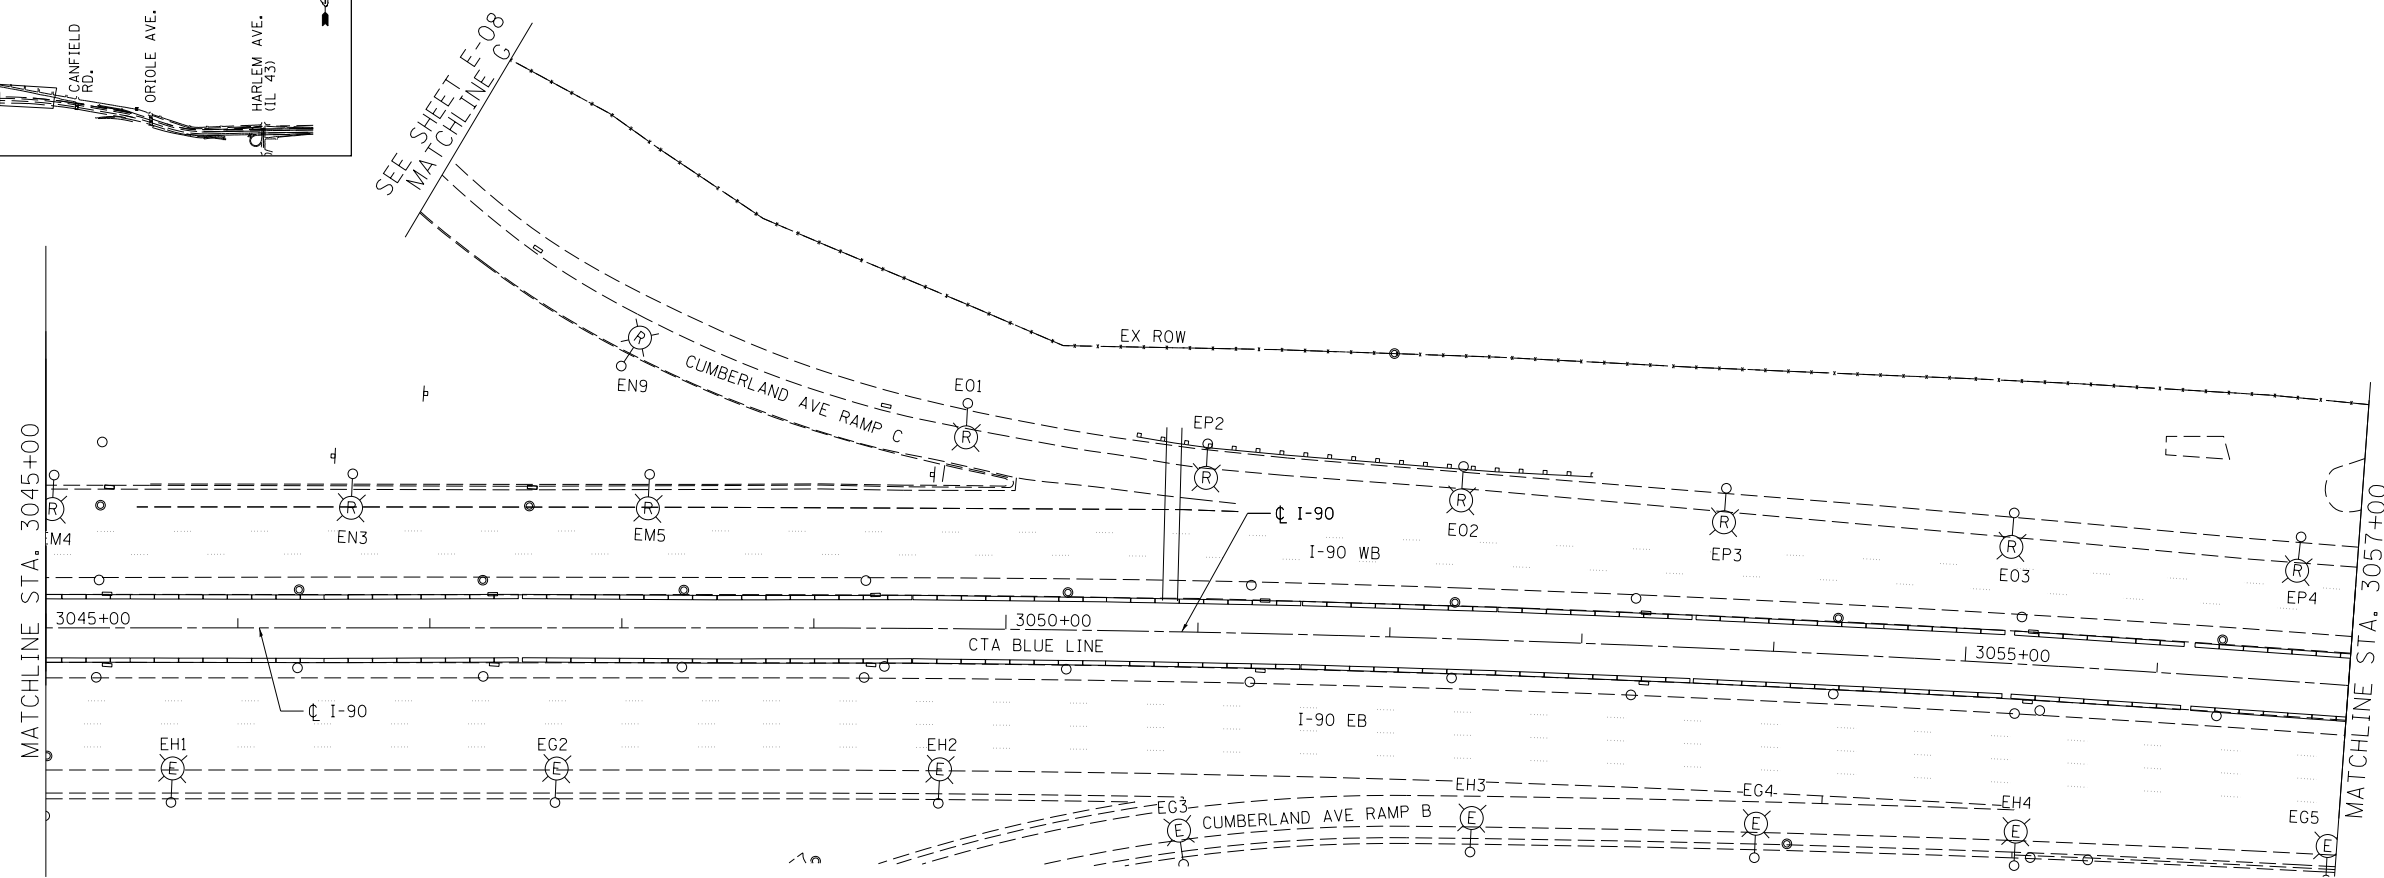 CANFIELD
RD.
ORIOLE AVE.
HARLEM AVE.
(IL 43)
SEE SHEET E-08
MATCHLINE G
EX ROW
R
EN9
CUMBERLAND AVE RAMP C
EO1
R
EP2
R
MATCHLINE STA. 3045+00
R
EM4
R
EN3
R
EM5
℄ I-90
I-90 WB
R
EO2
R
EP3
R
EO3
R
EP4
MATCHLINE STA. 3057+00
3045+00
3050+00
3055+00
CTA BLUE LINE
℄ I-90
I-90 EB
EH1
E
EG2
E
EH2
E
EG3
E
CUMBERLAND AVE RAMP B
EH3
E
EG4
E
EH4
E
EG5
E